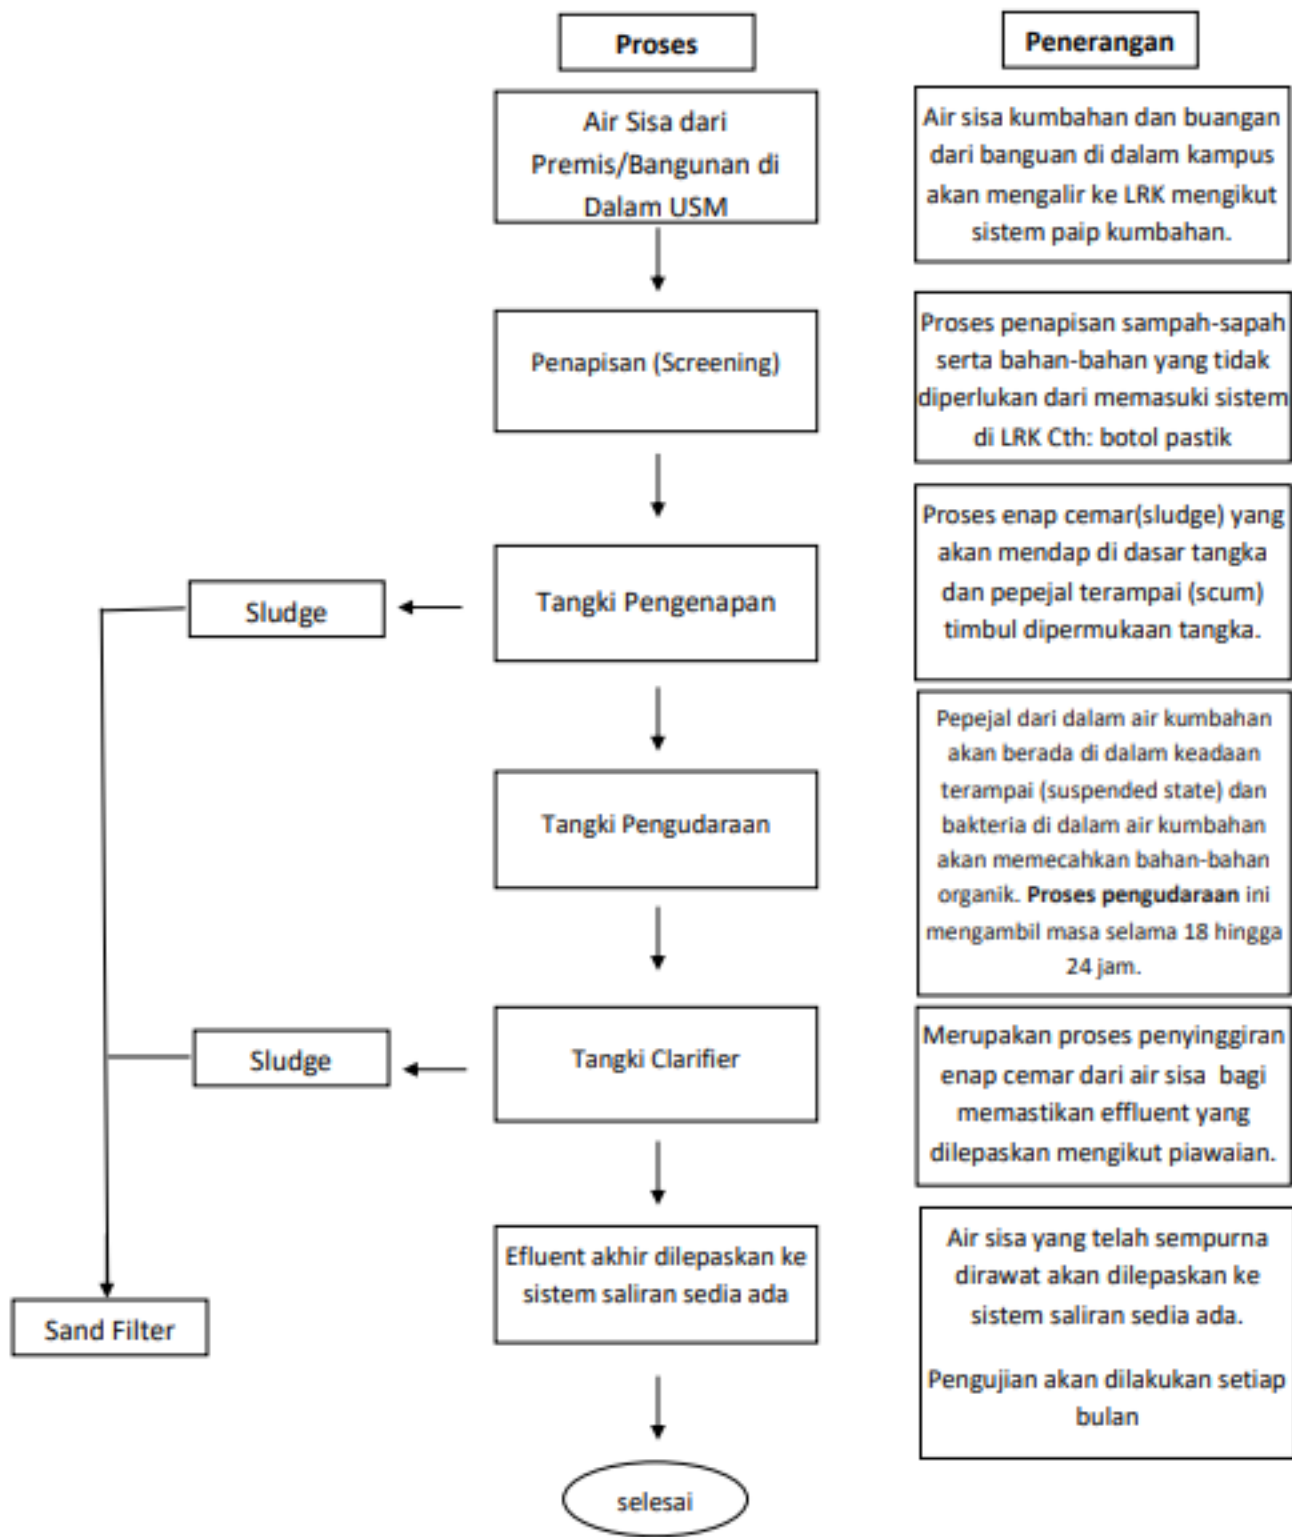 Proses
Penerangan
Air Sisa dari
Premis/Bangunan di
Dalam USM
Air sisa kumbahan dan buangan
dari banguan di dalam kampus
akan mengalir ke LRK mengikut
sistem paip kumbahan.
Penapisan (Screening)
Proses penapisan sampah-sapah
serta bahan-bahan yang tidak
diperlukan dari memasuki sistem
di LRK Cth: botol pastik
Sludge
Tangki Pengenapan
Proses enap cemar(sludge) yang
akan mendap di dasar tangka
dan pepejal terampai (scum)
timbul dipermukaan tangka.
Tangki Pengudaraan
Pepejal dari dalam air kumbahan
akan berada di dalam keadaan
terampai (suspended state) dan
bakteria di dalam air kumbahan
akan memecahkan bahan-bahan
organik. Proses pengudaraan ini
mengambil masa selama 18 hingga
24 jam.
Sludge
Tangki Clarifier
Merupakan proses penyinggiran
enap cemar dari air sisa bagi
memastikan effluent yang
dilepaskan mengikut piawaian.
Sand Filter
Efluent akhir dilepaskan ke
sistem saliran sedia ada
Air sisa yang telah sempurna
dirawat akan dilepaskan ke
sistem saliran sedia ada.
Pengujian akan dilakukan setiap
bulan
selesai